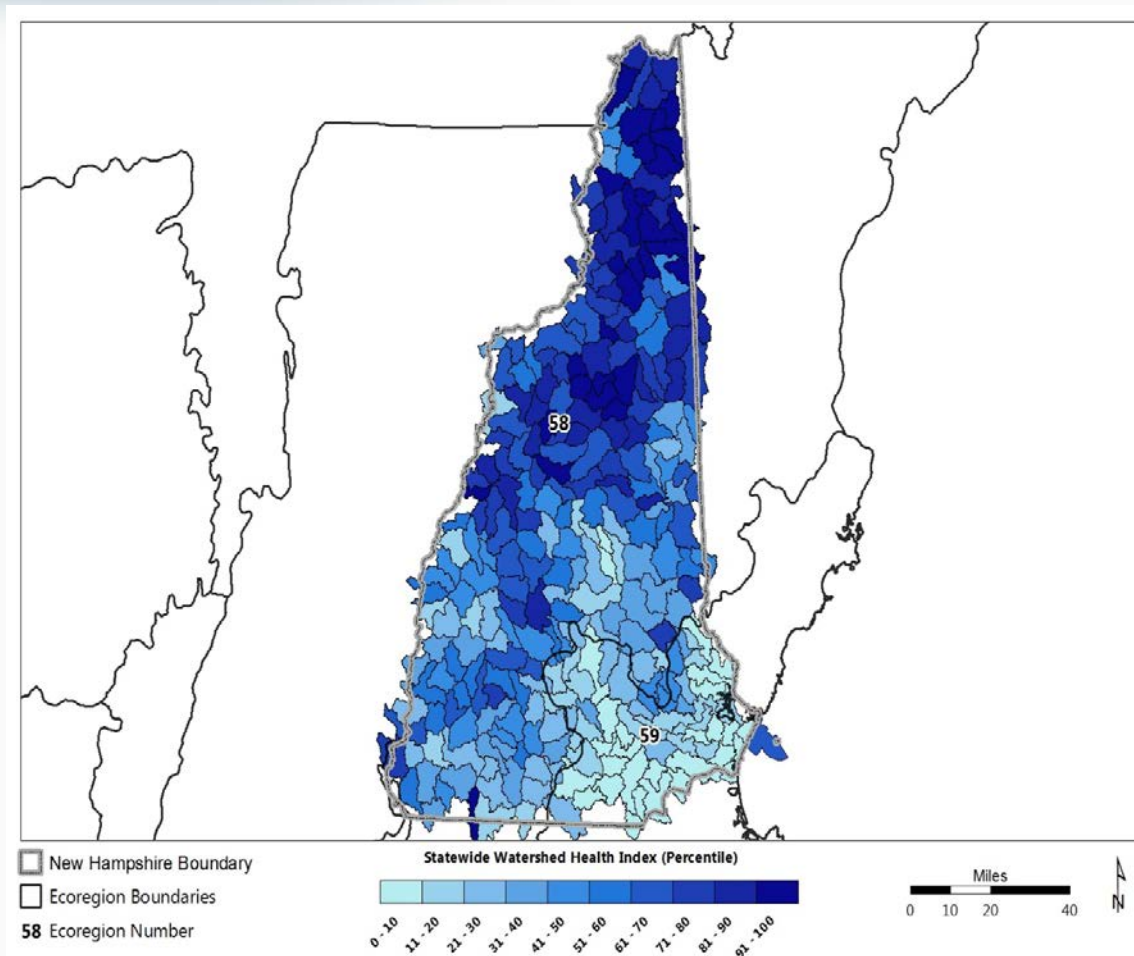 58
59
New Hampshire Boundary
Ecoregion Boundaries
58 Ecoregion Number
Statewide Watershed Health Index (Percentile)
0 - 10
11 - 20
21 - 30
31 - 40
41 - 50
51 - 60
61 - 70
71 - 80
81 - 90
91 - 100
Miles
0 10 20 40
N